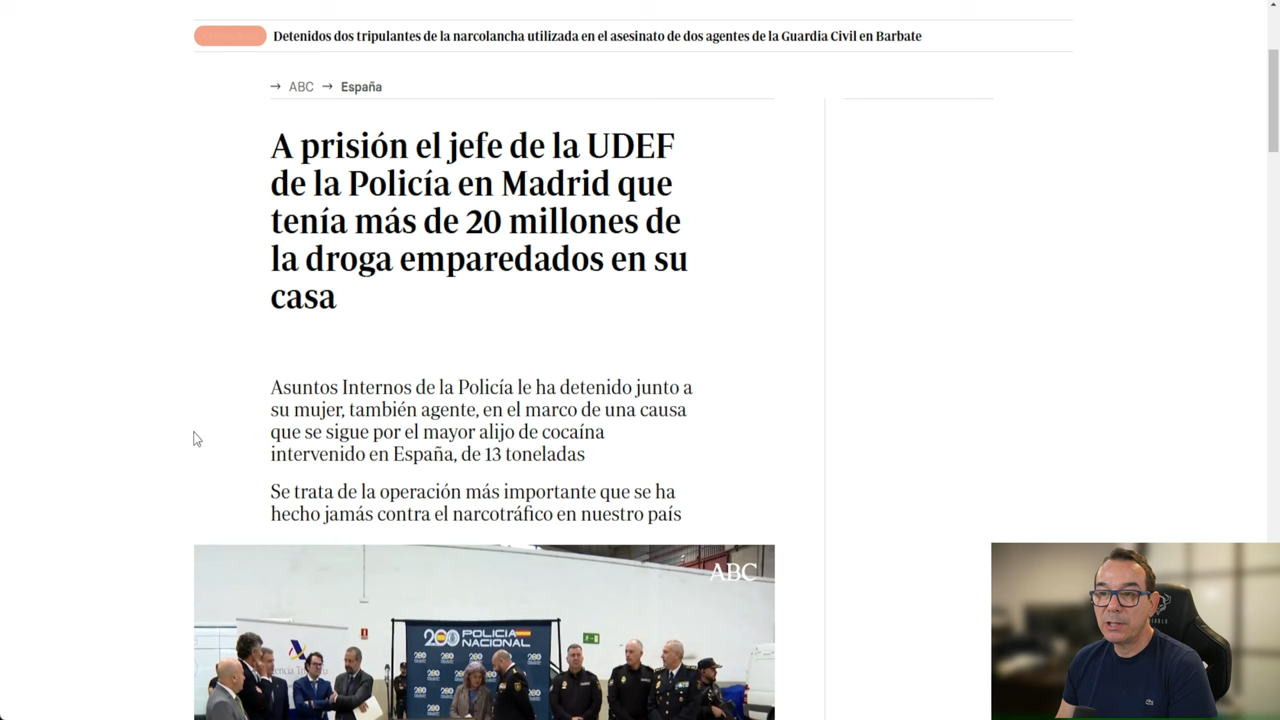 Detenidos dos tripulantes de la narcolancha utilizada en el asesinato de dos agentes de la Guardia Civil en Barbate
→ ABC → España
A prisión el jefe de la UDEF
de la Policía en Madrid que
tenía más de 20 millones de
la droga emparedados en su
casa
Asuntos Internos de la Policía le ha detenido junto a
su mujer, también agente, en el marco de una causa
que se sigue por el mayor alijo de cocaína
intervenido en España, de 13 toneladas
Se trata de la operación más importante que se ha
hecho jamás contra el narcotráfico en nuestro país
ABC
200 POLICIA
NACIONAL